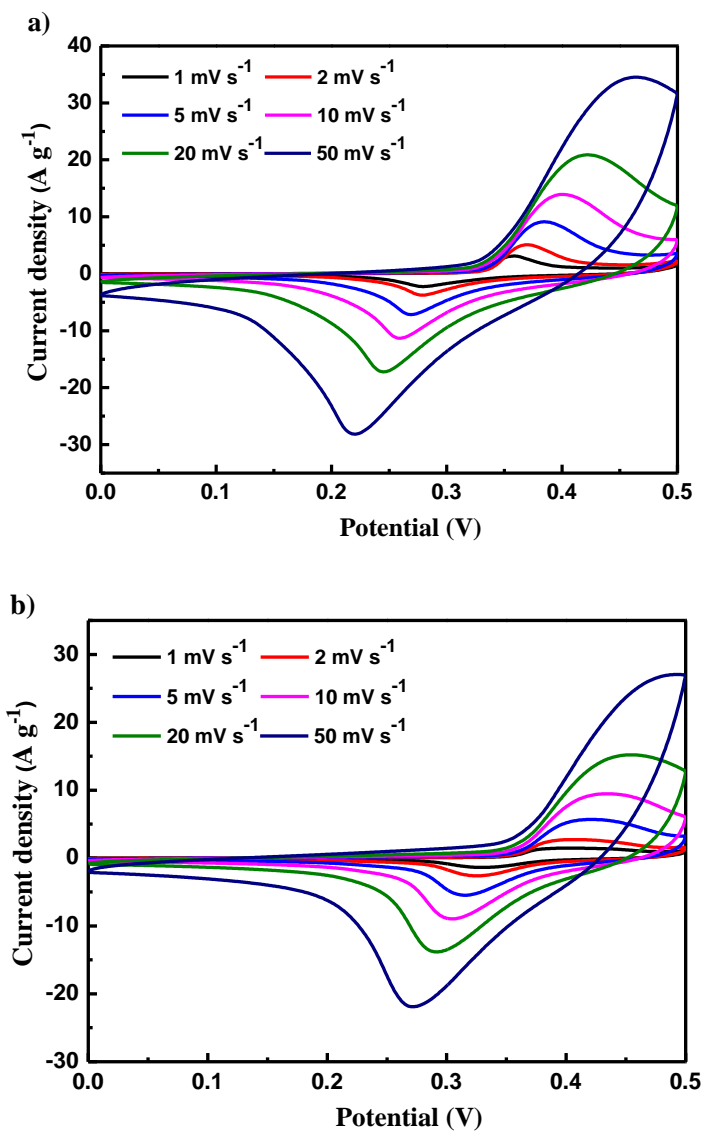 a)
40
30
20
10
0
-10
-20
-30
Current density (A g⁻¹)
1 mV s⁻¹ 2 mV s⁻¹
5 mV s⁻¹ 10 mV s⁻¹
20 mV s⁻¹ 50 mV s⁻¹
0.0 0.1 0.2 0.3 0.4 0.5
Potential (V)
b)
30
20
10
0
-10
-20
-30
Current density (A g⁻¹)
1 mV s⁻¹ 2 mV s⁻¹
5 mV s⁻¹ 10 mV s⁻¹
20 mV s⁻¹ 50 mV s⁻¹
0.0 0.1 0.2 0.3 0.4 0.5
Potential (V)